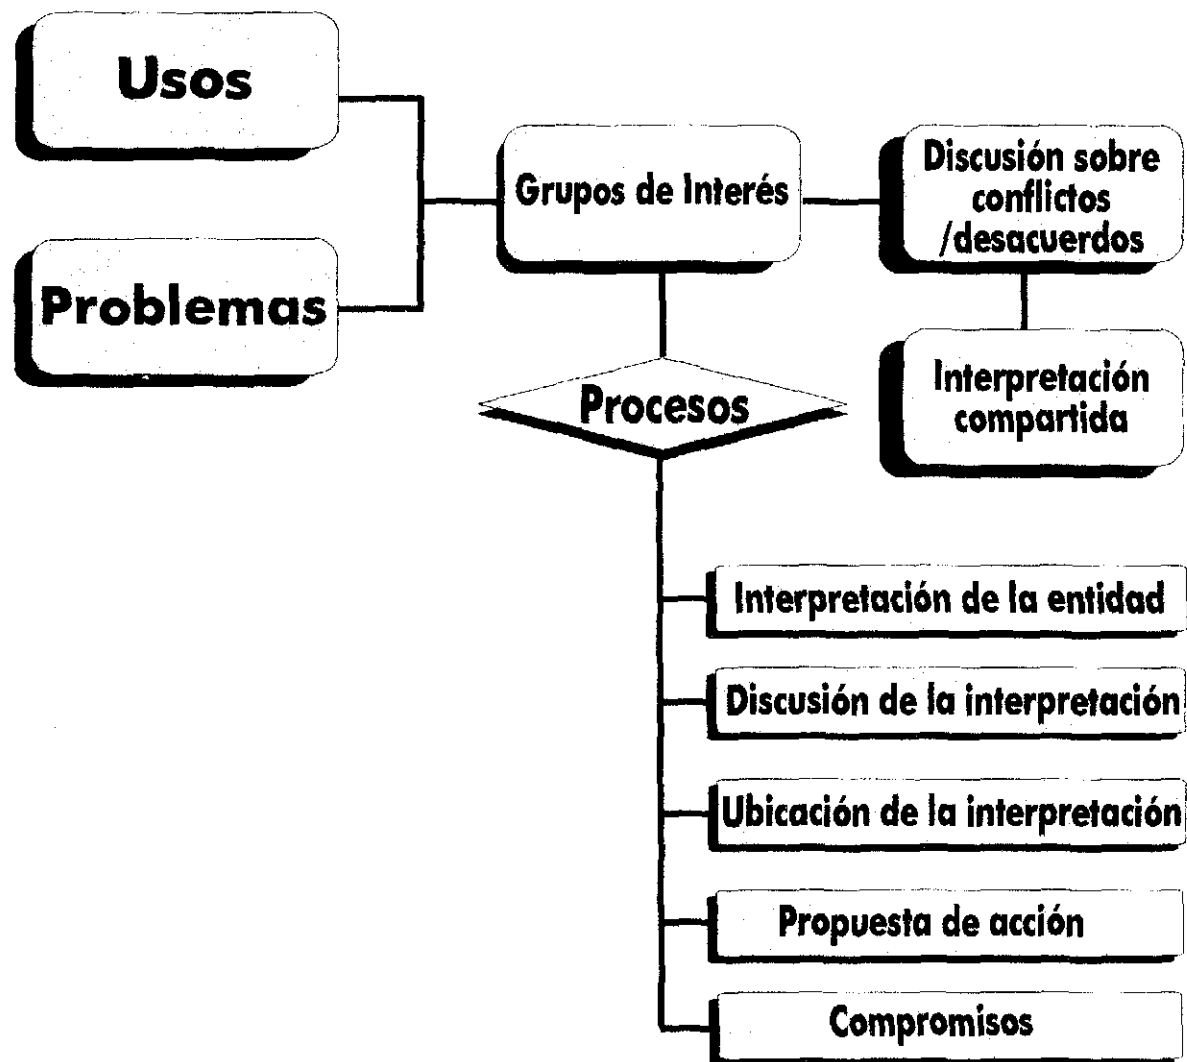 Usos
Problemas
Grupos de Interés
Discusión sobre
conflictos
/desacuerdos
Interpretación
compartida
Procesos
Interpretación de la entidad
Discusión de la interpretación
Ubicación de la interpretación
Propuesta de acción
Compromisos